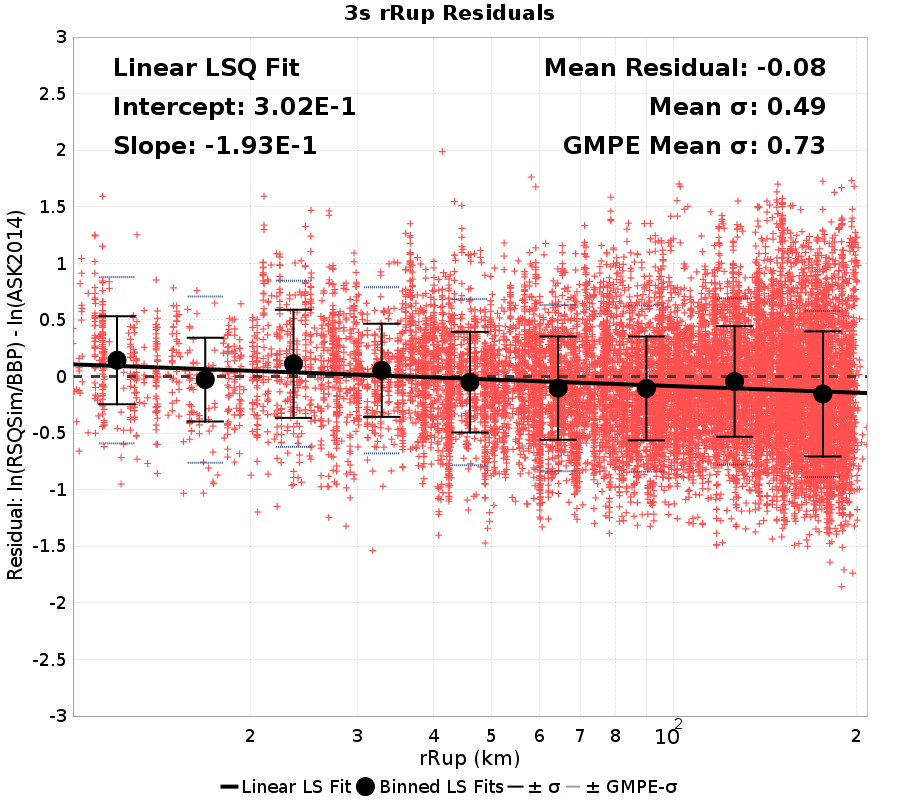 3s rRup Residuals
Linear LSQ Fit
Intercept: 3.02E-1
Slope: -1.93E-1
Mean Residual: -0.08
Mean σ: 0.49
GMPE Mean σ: 0.73
Residual: ln(RSQSim/BBP) - ln(ASK2014)
3
2.5
2
1.5
1
0.5
0
-0.5
-1
-1.5
-2
-2.5
-3
2 3 4 5 6 7 8 10² 2
rRup (km)
Linear LS Fit Binned LS Fits ± σ ± GMPE-σ